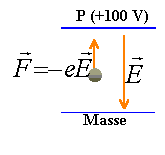 P (+100 V)
F⃗=−eE⃗ E⃗
Masse